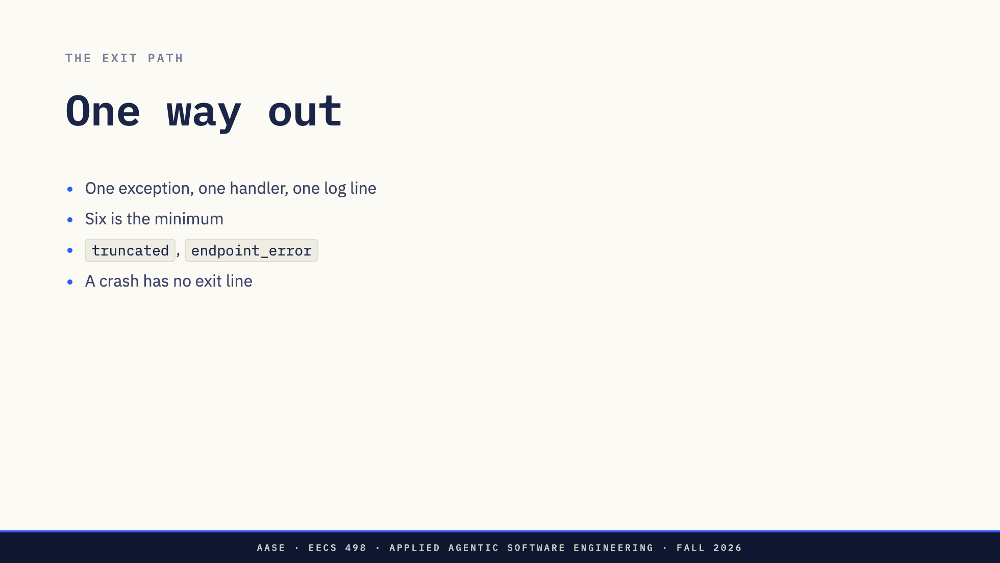 THE EXIT PATH
One way out
• One exception, one handler, one log line
• Six is the minimum
• truncated, endpoint_error
• A crash has no exit line
AASE · EECS 498 · APPLIED AGENTIC SOFTWARE ENGINEERING · FALL 2026